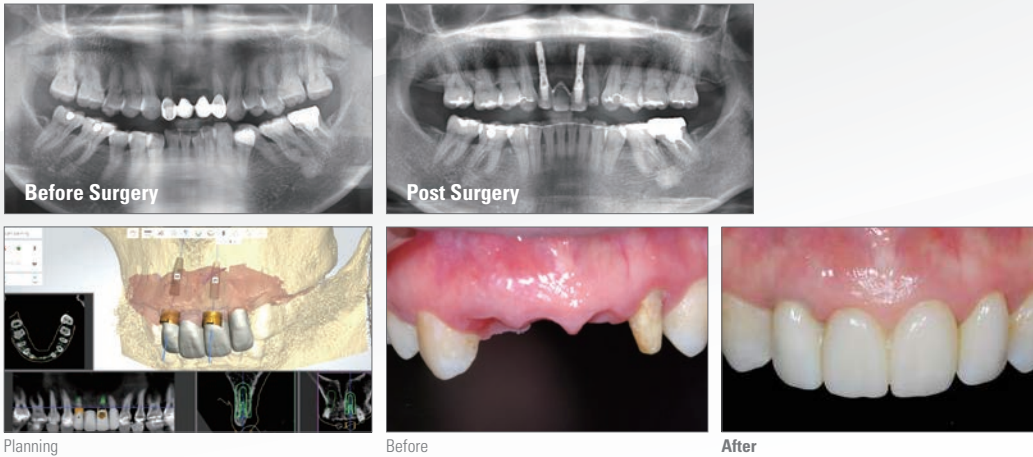 Before Surgery
Post Surgery
Planning
Before
After